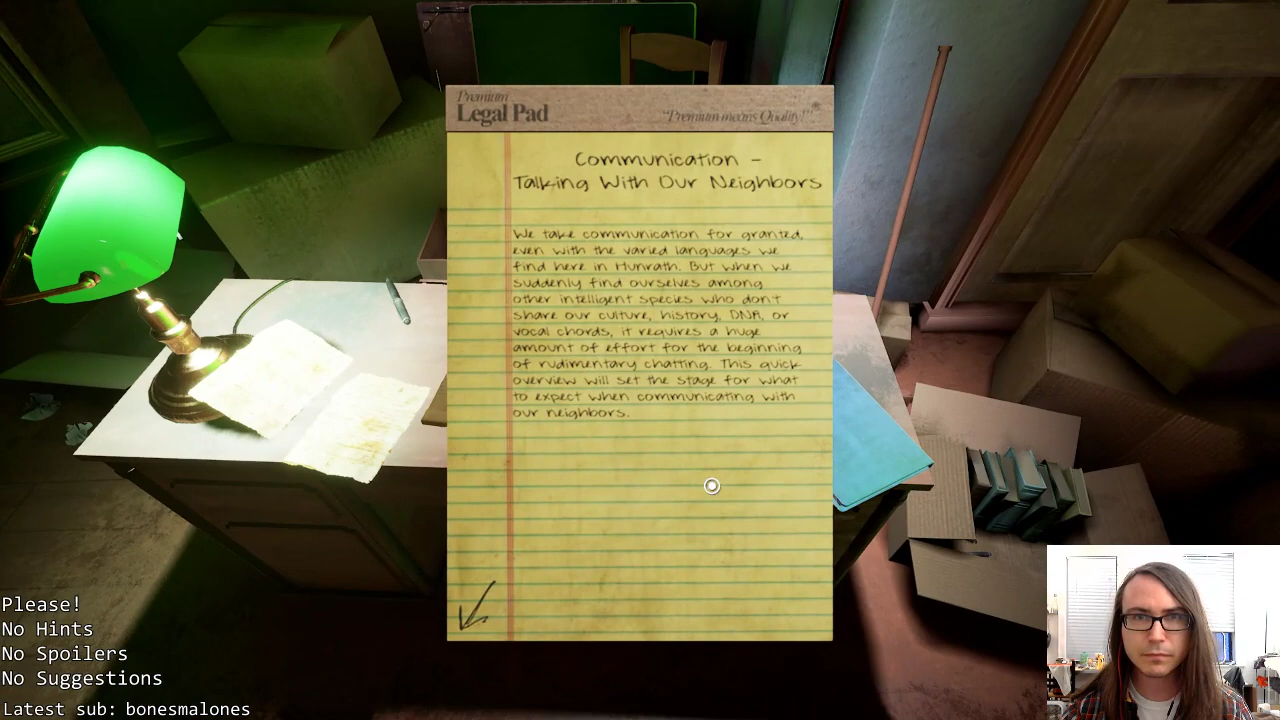 Premium
Legal Pad
"Premium means Quality!"
Communication -
Talking With Our Neighbors
We take communication for granted,
even with the varied languages we
find here in Hunrath. But when we
suddenly find ourselves among
other intelligent species who don't
share our culture, history, DNA, or
vocal chords, it requires a huge
amount of effort for the beginning
of rudimentary chatting. This quick
overview will set the stage for what
to expect when communicating with
our neighbors.
Please!
No Hints
No Spoilers
No Suggestions
Latest sub: bonesmalones